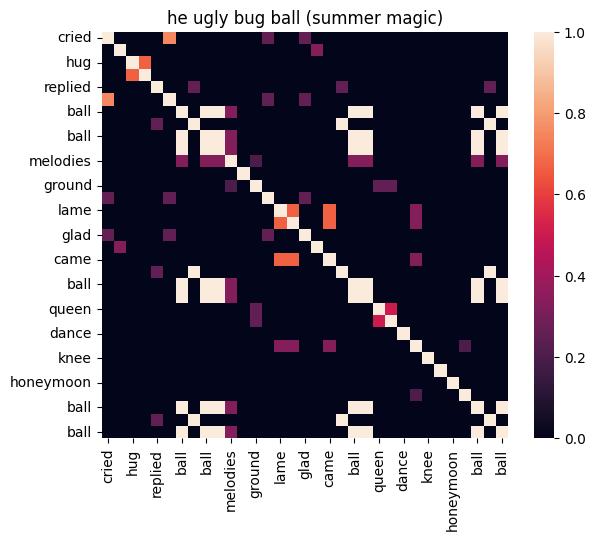 he ugly bug ball (summer magic)
cried
hug
replied
ball
ball
melodies
ground
lame
glad
came
ball
queen
dance
knee
honeymoon
ball
ball
1.0
0.8
0.6
0.4
0.2
0.0
cried
hug
replied
ball
ball
melodies
ground
lame
glad
came
ball
queen
dance
knee
honeymoon
ball
ball